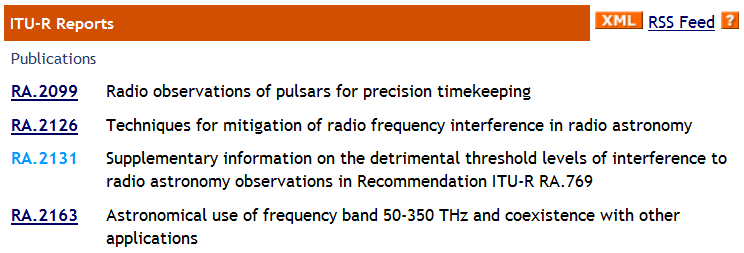 ITU-R Reports
XML RSS Feed ?
Publications
RA.2099 Radio observations of pulsars for precision timekeeping
RA.2126 Techniques for mitigation of radio frequency interference in radio astronomy
RA.2131 Supplementary information on the detrimental threshold levels of interference to
radio astronomy observations in Recommendation ITU-R RA.769
RA.2163 Astronomical use of frequency band 50-350 THz and coexistence with other
applications